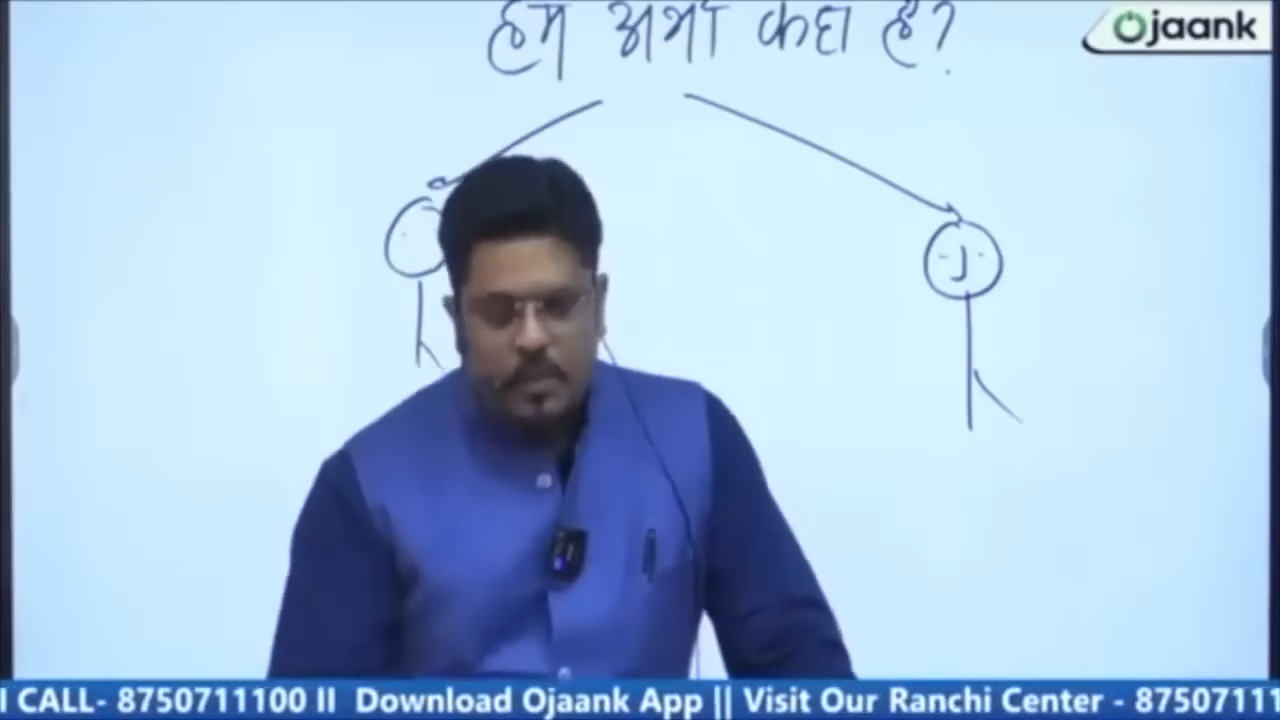 हम अभी कहा है?
Ojaank
I CALL- 8750711100 II Download Ojaank App || Visit Our Ranchi Center - 87507111